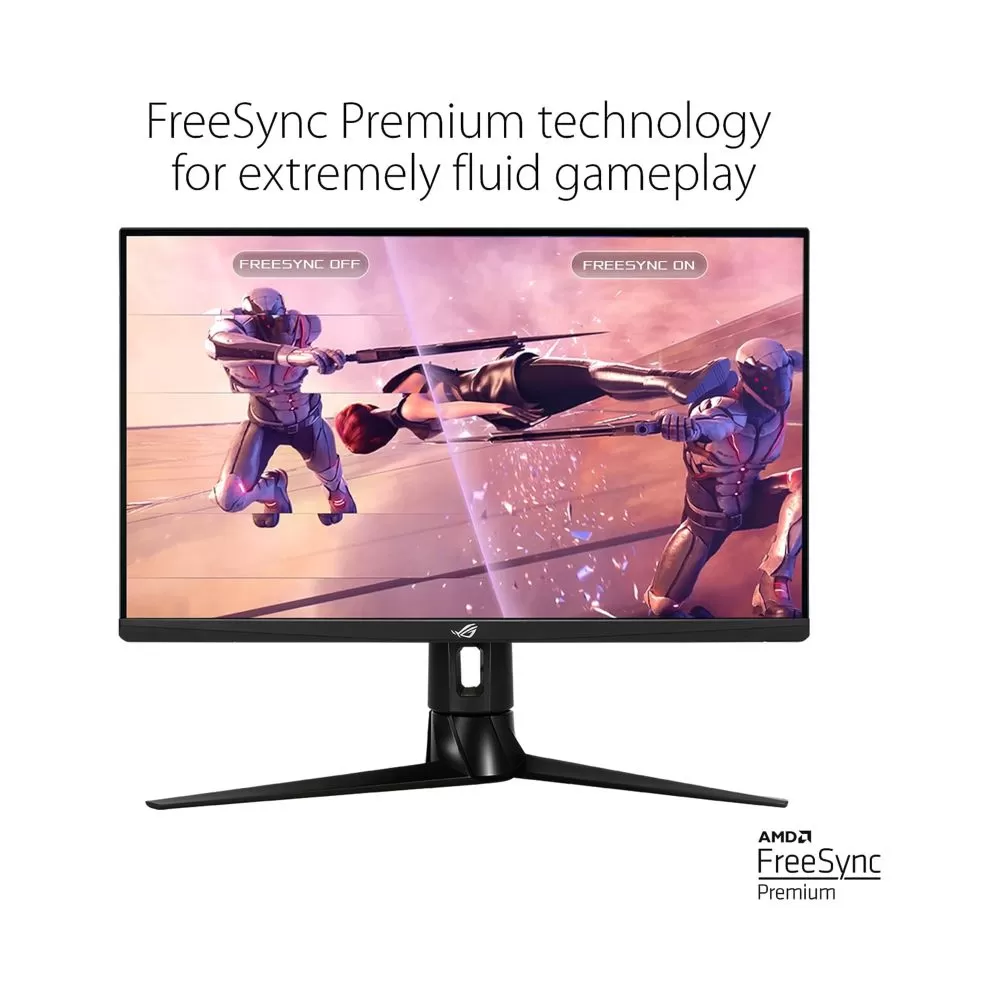 FreeSync Premium technology
for extremely fluid gameplay
FREESYNC OFF
FREESYNC ON
AMD
FreeSync
Premium